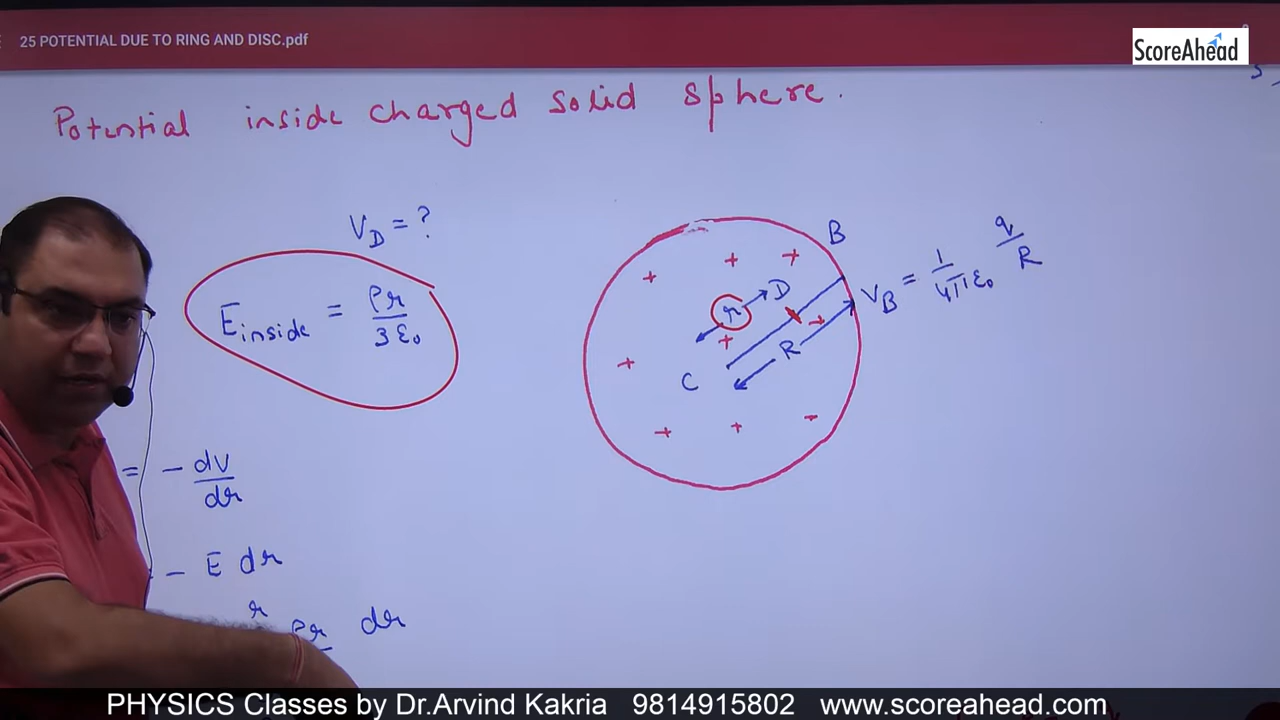 25 POTENTIAL DUE TO RING AND DISC.pdf
ScoreAhead
Potential inside charged solid sphere.
V_D = ?
E_inside = ρr/3ε₀
B
V_B = 1/4πε₀ q/R
r
D
R
C
= - dV/dr
- E dr
r
ρr dr
PHYSICS Classes by Dr.Arvind Kakria 9814915802 www.scoreahead.com